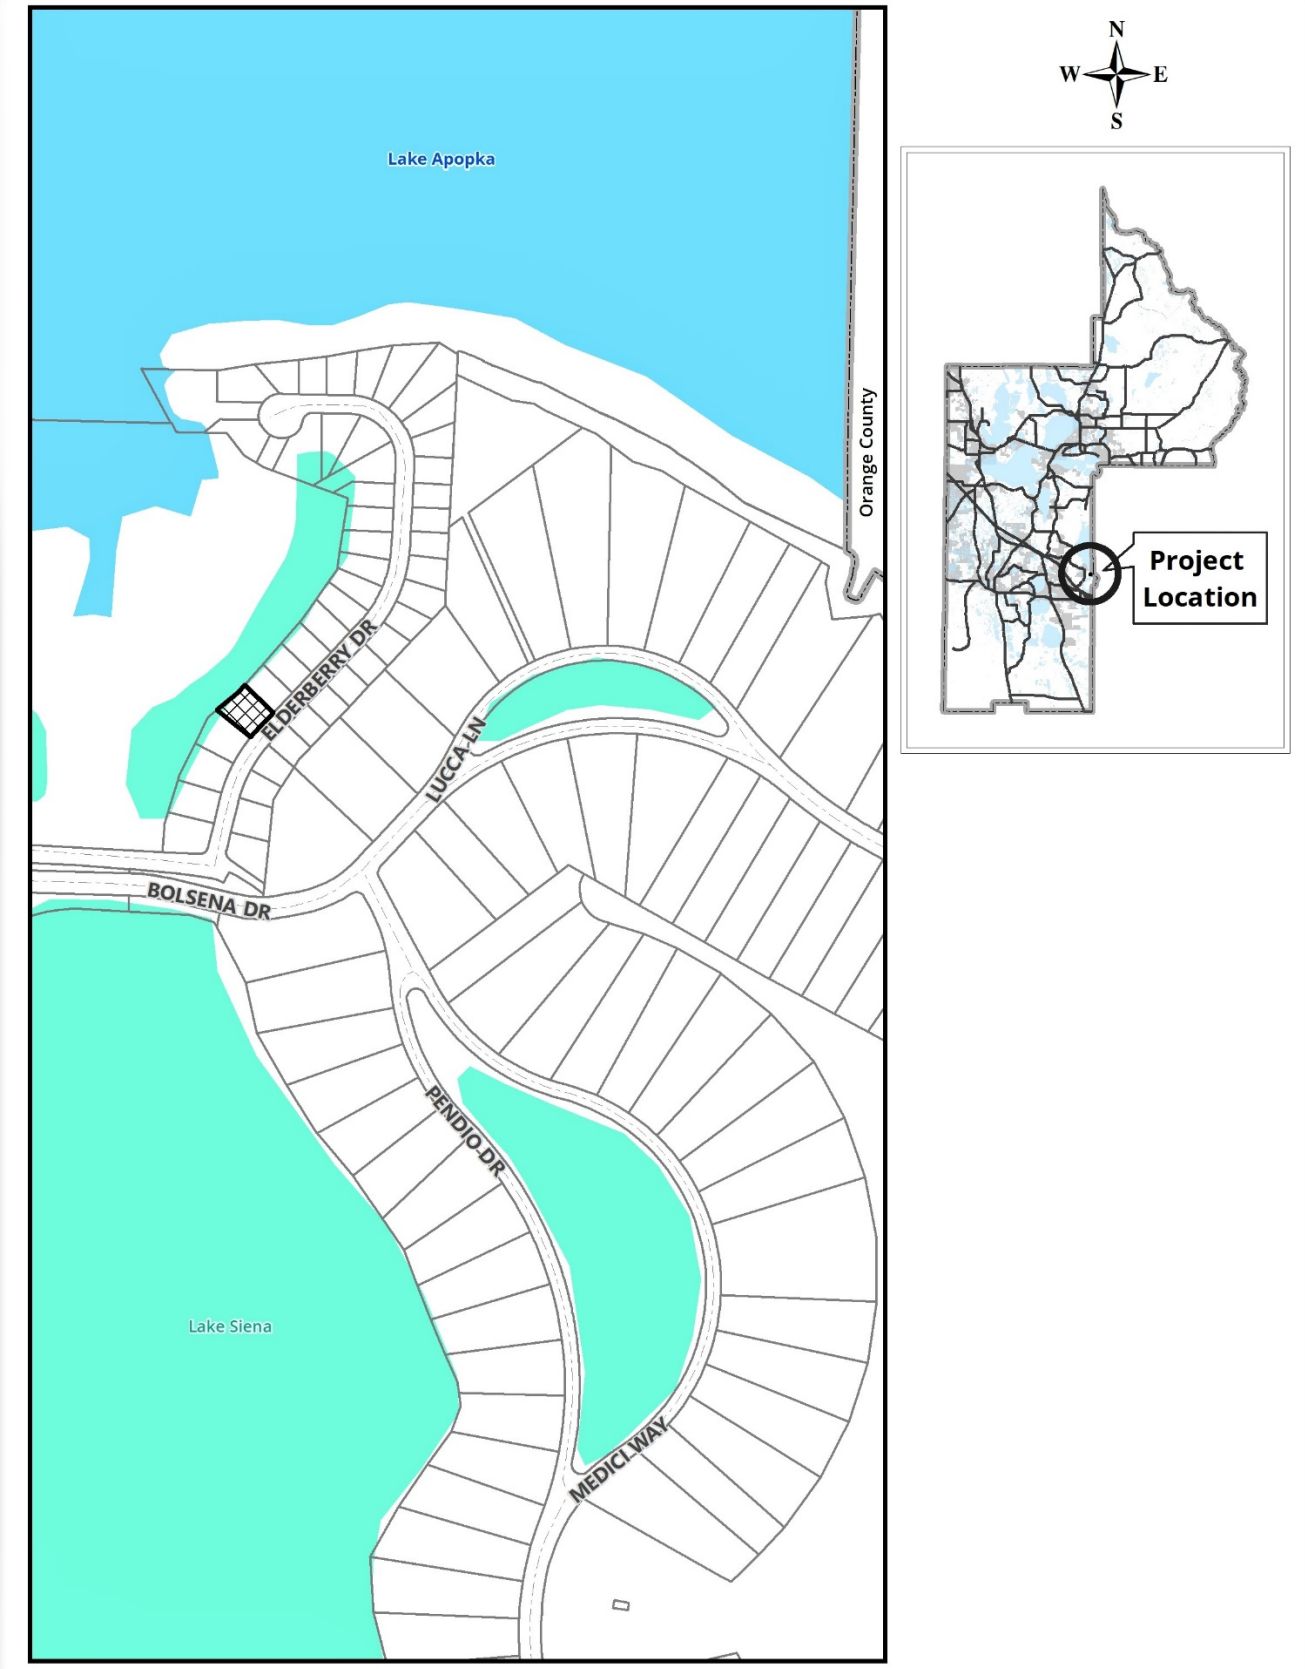 Lake Apopka
Orange County
ELDERBERRY DR
LUCCA LN
BOLSENA DR
PENDIO DR
Lake Siena
MEDICI WAY
N
W E
S
Project
Location